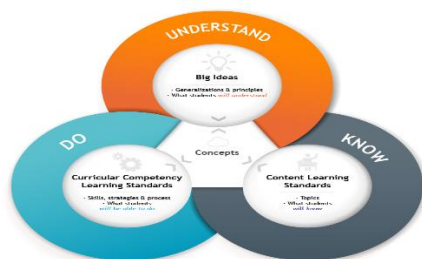 UNDERSTAND
Big Ideas
- Generalizations & principles
- What students will understand
DO
KNOW
Concepts
Curricular Competency
Learning Standards
- Skills, strategies & process
- What students
will be able to do
Content Learning
Standards
- Topics
- What students
will know